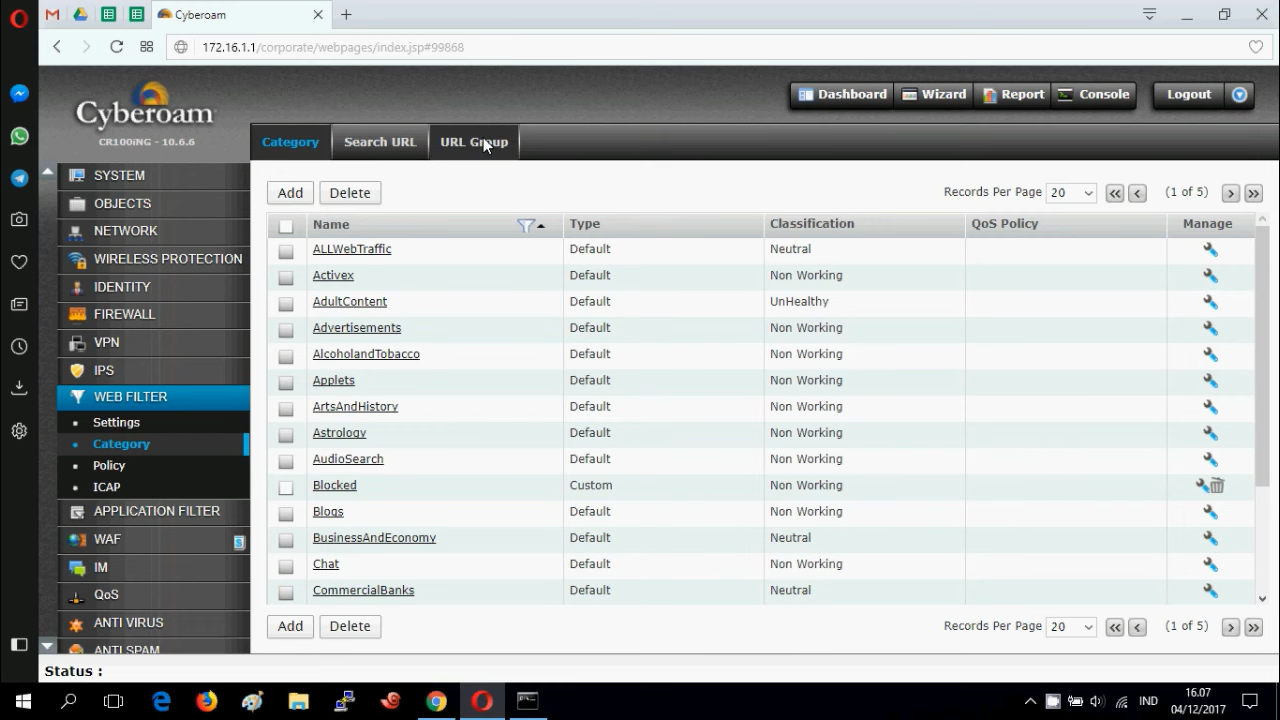 Cyberoam
172.16.1.1/corporate/webpages/index.jsp#99868
Cyberoam
CR100iNG - 10.6.6
Dashboard Wizard Report Console Logout
Category Search URL URL Group
SYSTEM
OBJECTS
NETWORK
WIRELESS PROTECTION
IDENTITY
FIREWALL
VPN
IPS
WEB FILTER
Settings
Category
Policy
ICAP
APPLICATION FILTER
WAF
IM
QoS
ANTI VIRUS
ANTI SPAM
Add Delete Records Per Page 20 (1 of 5)
Name Type Classification QoS Policy Manage
ALLWebTraffic Default Neutral
Activex Default Non Working
AdultContent Default UnHealthy
Advertisements Default Non Working
AlcoholandTobacco Default Non Working
Applets Default Non Working
ArtsAndHistory Default Non Working
Astrology Default Non Working
AudioSearch Default Non Working
Blocked Custom Non Working
Blogs Default Non Working
BusinessAndEconomy Default Neutral
Chat Default Non Working
CommercialBanks Default Neutral
Add Delete Records Per Page 20 (1 of 5)
Status :
IND 16.07
04/12/2017